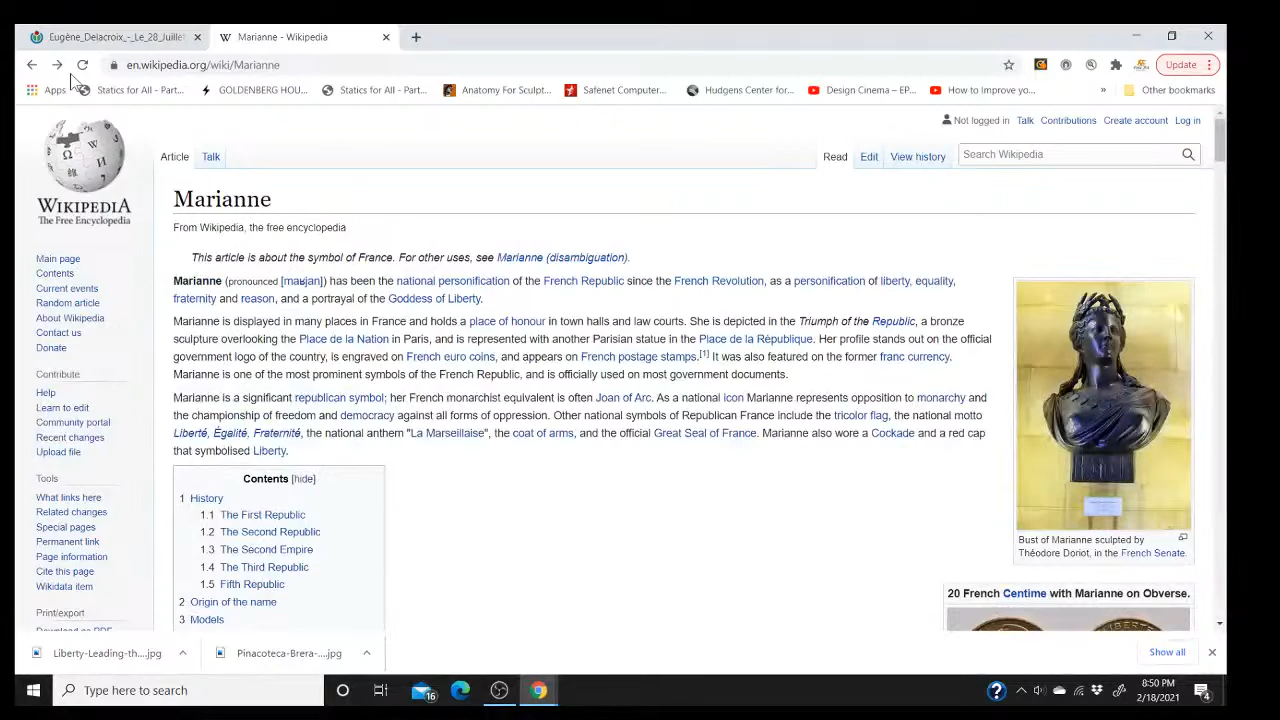 Eugène_Delacroix_-_Le_28_Juillet
Marianne - Wikipedia
en.wikipedia.org/wiki/Marianne
Update
Apps
Statics for All - Part...
GOLDENBERG HOU...
Statics for All - Part...
Anatomy For Sculpt...
Safenet Computer...
Hudgens Center for...
Design Cinema – EP...
How to Improve yo...
»
Other bookmarks
Not logged in Talk Contributions Create account Log in
WIKIPEDIA
The Free Encyclopedia
Article Talk
Read Edit View history
Search Wikipedia
Main page
Contents
Current events
Random article
About Wikipedia
Contact us
Donate
Contribute
Help
Learn to edit
Community portal
Recent changes
Upload file
Tools
What links here
Related changes
Special pages
Permanent link
Page information
Cite this page
Wikidata item
Print/export
Marianne
From Wikipedia, the free encyclopedia
This article is about the symbol of France. For other uses, see Marianne (disambiguation).
Marianne (pronounced [maʁjan]) has been the national personification of the French Republic since the French Revolution, as a personification of liberty, equality,
fraternity and reason, and a portrayal of the Goddess of Liberty.
Marianne is displayed in many places in France and holds a place of honour in town halls and law courts. She is depicted in the Triumph of the Republic, a bronze
sculpture overlooking the Place de la Nation in Paris, and is represented with another Parisian statue in the Place de la République. Her profile stands out on the official
government logo of the country, is engraved on French euro coins, and appears on French postage stamps.[1] It was also featured on the former franc currency.
Marianne is one of the most prominent symbols of the French Republic, and is officially used on most government documents.
Marianne is a significant republican symbol; her French monarchist equivalent is often Joan of Arc. As a national icon Marianne represents opposition to monarchy
and the championship of freedom and democracy against all forms of oppression. Other national symbols of Republican France include the tricolor flag, the national motto
Liberté, Égalité, Fraternité, the national anthem "La Marseillaise", the coat of arms, and the official Great Seal of France. Marianne also wore a Cockade and a red cap
that symbolised Liberty.
Contents [hide]
1 History
1.1 The First Republic
1.2 The Second Republic
1.3 The Second Empire
1.4 The Third Republic
1.5 Fifth Republic
2 Origin of the name
3 Models
Bust of Marianne sculpted by
Théodore Doriot, in the French Senate.
20 French Centime with Marianne on Obverse.
Liberty-Leading-th....jpg
Pinacoteca-Brera-....jpg
Show all
Type here to search
16
8:50 PM
2/18/2021
4